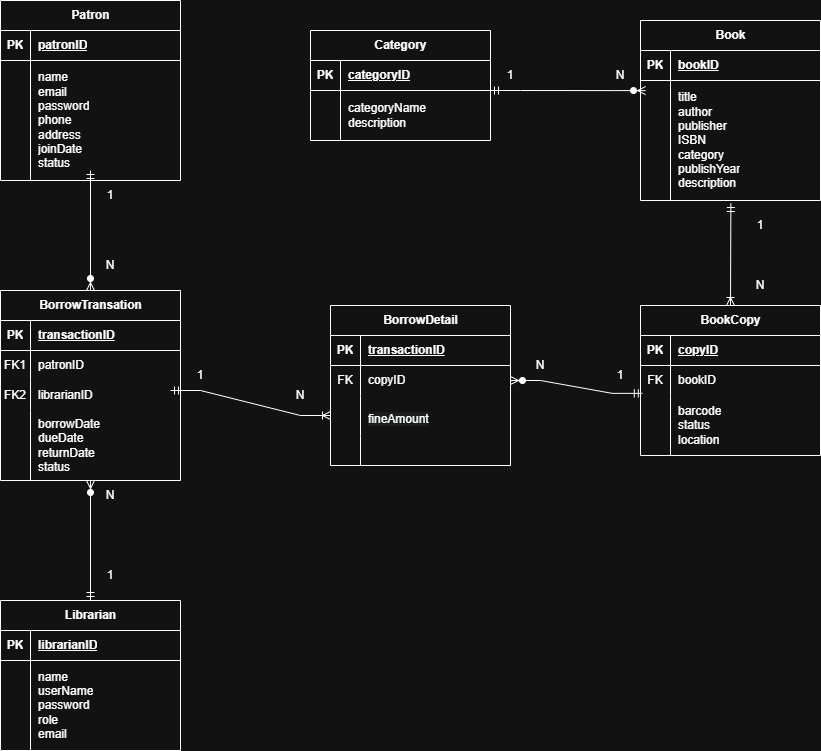 Patron
PK patronID
name
email
password
phone
address
joinDate
status
Category
PK categoryID
categoryName
description
1
N
Book
PK bookID
title
author
publisher
ISBN
category
publishYear
description
1
N
1
N
BorrowTransation
PK transactionID
FK1 patronID
FK2 librarianID
borrowDate
dueDate
returnDate
status
1
N
BorrowDetail
PK transactionID
FK copyID
fineAmount
N
1
BookCopy
PK copyID
FK bookID
barcode
status
location
N
1
Librarian
PK librarianID
name
userName
password
role
email